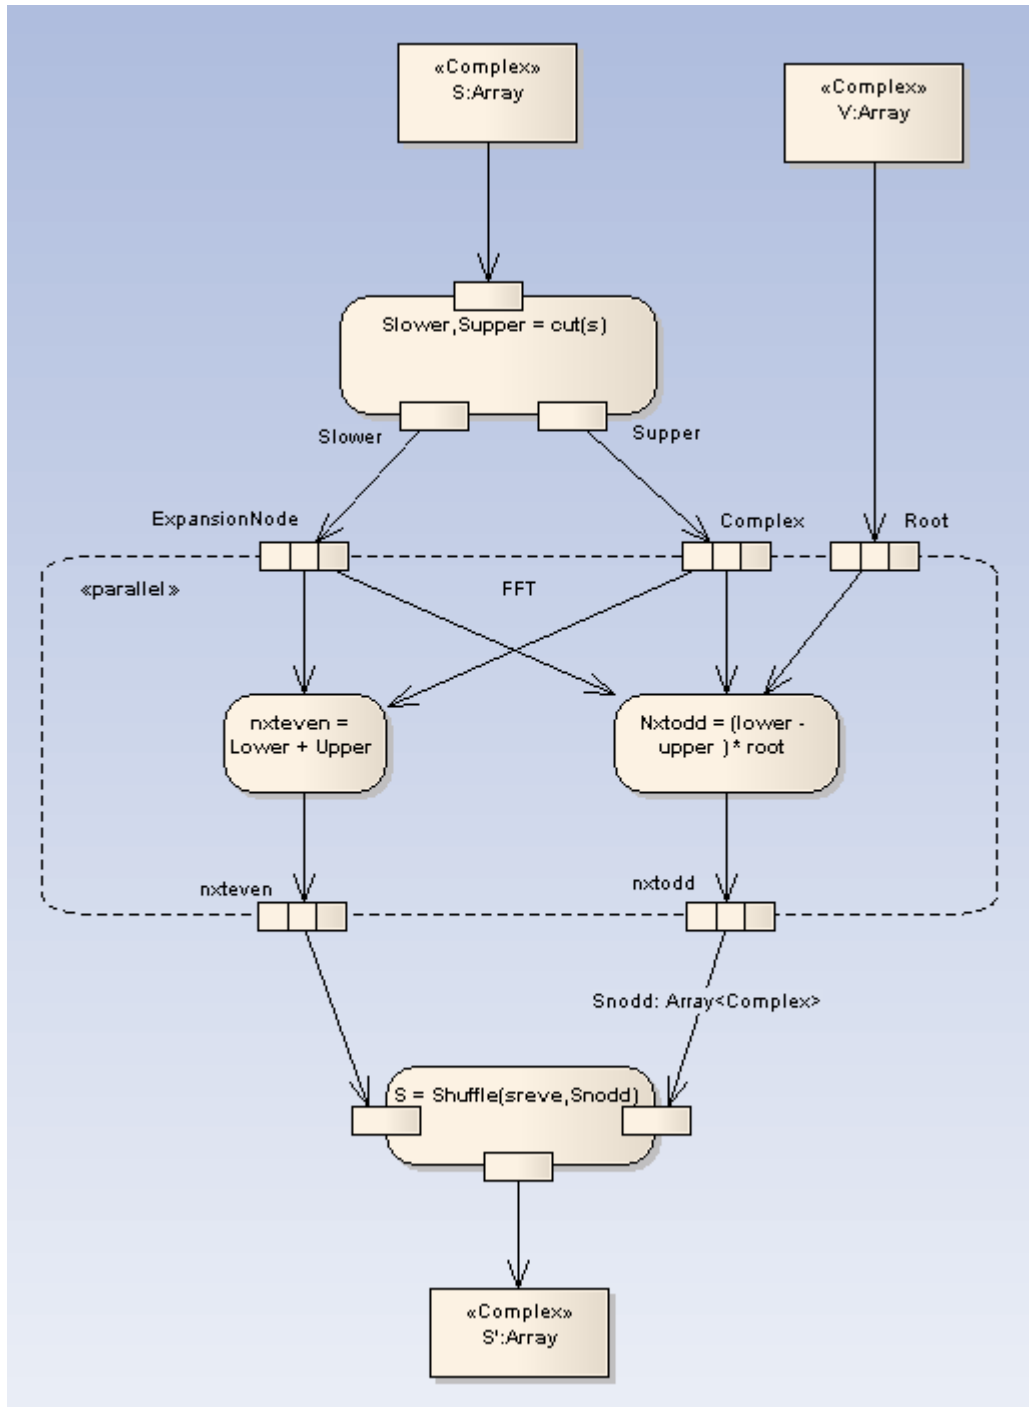 «Complex»
S:Array
«Complex»
V:Array
Slower,Supper = cut(s)
Slower
Supper
ExpansionNode
Complex
Root
«parallel»
FFT
nxteven =
Lower + Upper
Nxtodd = (lower -
upper )* root
nxteven
nxtodd
Snodd: Array<Complex>
S = Shuffle(sreve,Snodd)
«Complex»
S':Array